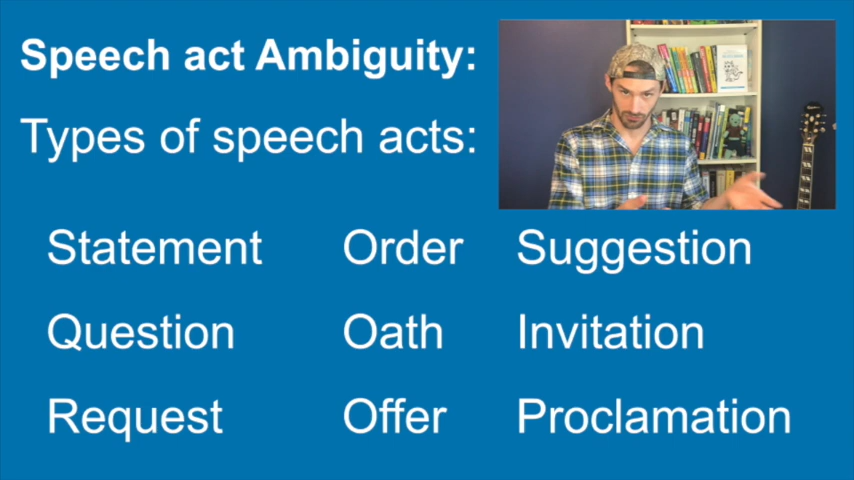 Speech act Ambiguity:
Types of speech acts:
Statement Order Suggestion
Question Oath Invitation
Request Offer Proclamation